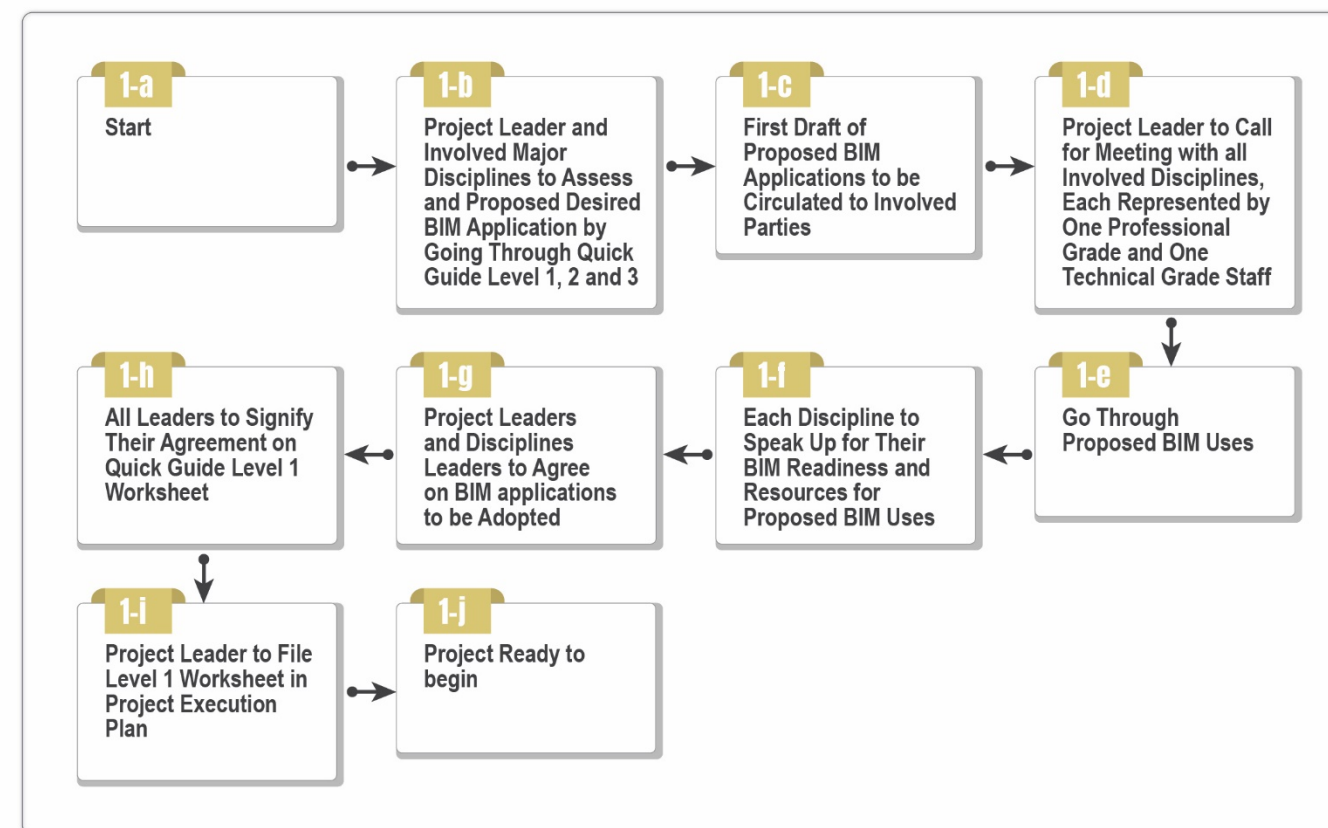 1-a
Start
1-b
Project Leader and
Involved Major
Disciplines to Assess
and Proposed Desired
BIM Application by
Going Through Quick
Guide Level 1, 2 and 3
1-c
First Draft of
Proposed BIM
Applications to be
Circulated to Involved
Parties
1-d
Project Leader to Call
for Meeting with all
Involved Disciplines,
Each Represented by
One Professional
Grade and One
Technical Grade Staff
1-e
Go Through
Proposed BIM Uses
1-f
Each Discipline to
Speak Up for Their
BIM Readiness and
Resources for
Proposed BIM Uses
1-g
Project Leaders
and Disciplines
Leaders to Agree
on BIM applications
to be Adopted
1-h
All Leaders to Signify
Their Agreement on
Quick Guide Level 1
Worksheet
1-i
Project Leader to File
Level 1 Worksheet in
Project Execution
Plan
1-j
Project Ready to
begin